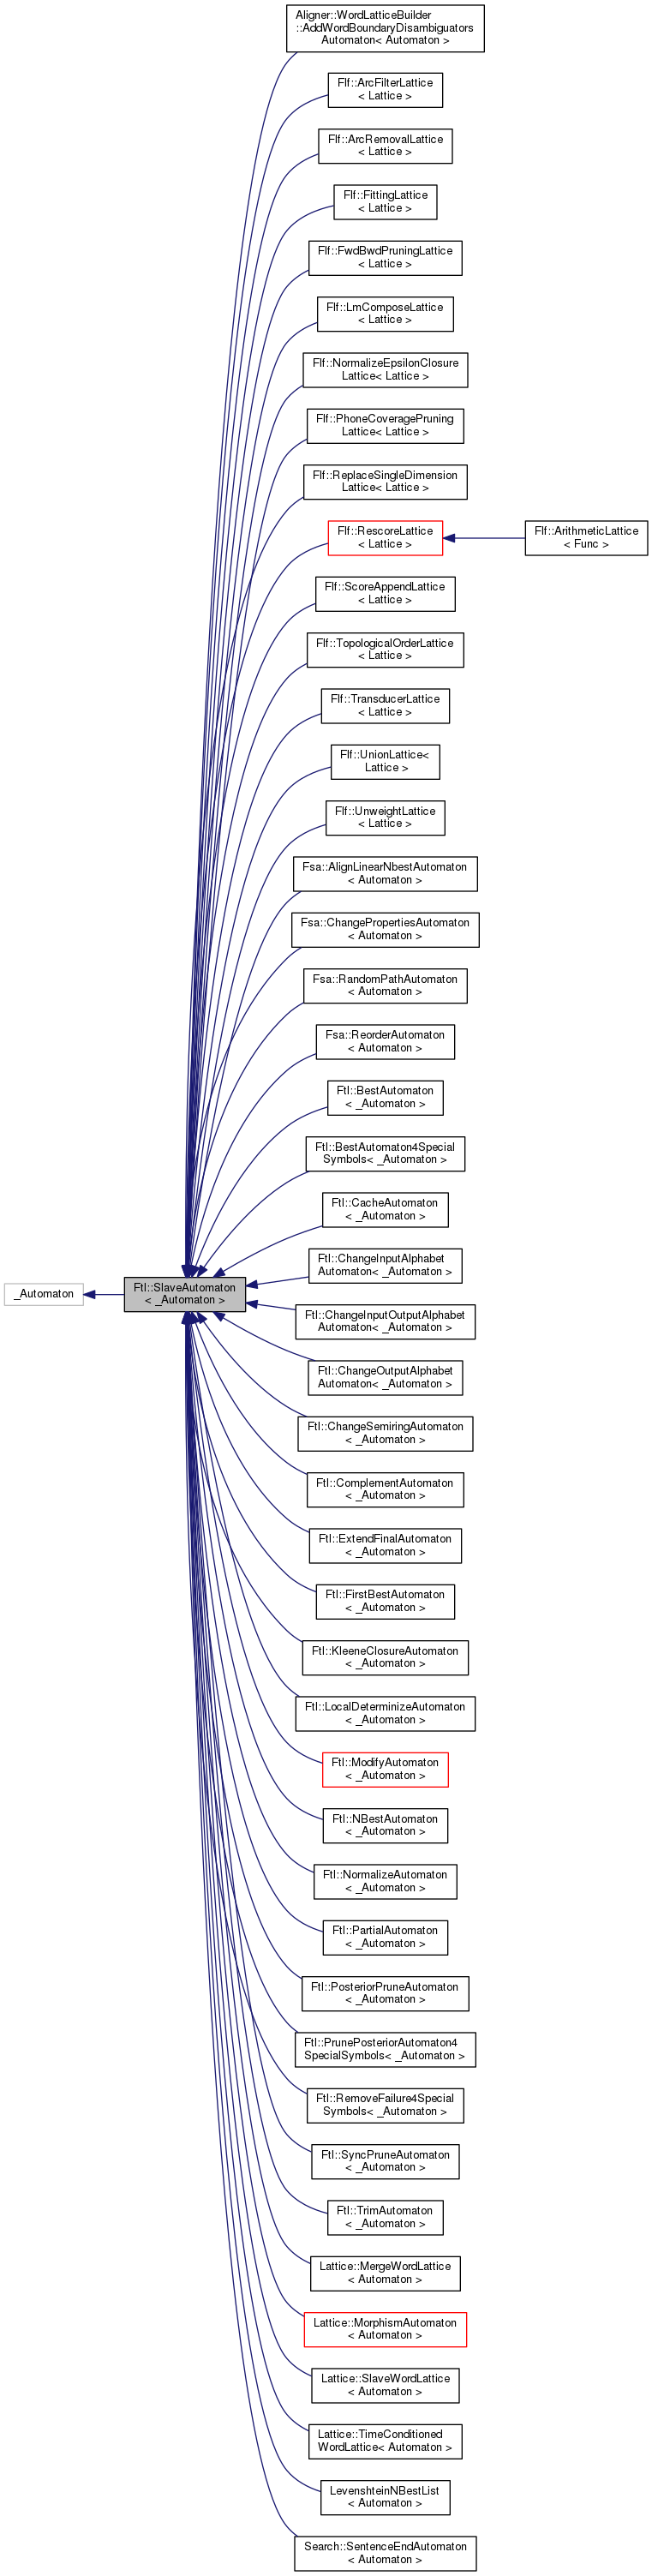 Aligner::WordLatticeBuilder
::AddWordBoundaryDisambiguators
Automaton< Automaton >
Flf::ArcFilterLattice
< Lattice >
Flf::ArcRemovalLattice
< Lattice >
Flf::FittingLattice
< Lattice >
Flf::FwdBwdPruningLattice
< Lattice >
Flf::LmComposeLattice
< Lattice >
Flf::NormalizeEpsilonClosure
Lattice< Lattice >
Flf::PhoneCoveragePruning
Lattice< Lattice >
Flf::ReplaceSingleDimension
Lattice< Lattice >
Flf::RescoreLattice
< Lattice >
Flf::ArithmeticLattice
< Func >
Flf::ScoreAppendLattice
< Lattice >
Flf::TopologicalOrderLattice
< Lattice >
Flf::TransducerLattice
< Lattice >
Flf::UnionLattice<
Lattice >
Flf::UnweightLattice
< Lattice >
Fsa::AlignLinearNbestAutomaton
< Automaton >
Fsa::ChangePropertiesAutomaton
< Automaton >
Fsa::RandomPathAutomaton
< Automaton >
Fsa::ReorderAutomaton
< Automaton >
Ftl::BestAutomaton
< _Automaton >
Ftl::BestAutomaton4Special
Symbols< _Automaton >
Ftl::CacheAutomaton
< _Automaton >
Ftl::ChangeInputAlphabet
Automaton< _Automaton >
_Automaton
Ftl::SlaveAutomaton
< _Automaton >
Ftl::ChangeInputOutputAlphabet
Automaton< _Automaton >
Ftl::ChangeOutputAlphabet
Automaton< _Automaton >
Ftl::ChangeSemiringAutomaton
< _Automaton >
Ftl::ComplementAutomaton
< _Automaton >
Ftl::ExtendFinalAutomaton
< _Automaton >
Ftl::FirstBestAutomaton
< _Automaton >
Ftl::KleeneClosureAutomaton
< _Automaton >
Ftl::LocalDeterminizeAutomaton
< _Automaton >
Ftl::ModifyAutomaton
< _Automaton >
Ftl::NBestAutomaton
< _Automaton >
Ftl::NormalizeAutomaton
< _Automaton >
Ftl::PartialAutomaton
< _Automaton >
Ftl::PosteriorPruneAutomaton
< _Automaton >
Ftl::PrunePosteriorAutomaton4
SpecialSymbols< _Automaton >
Ftl::RemoveFailure4Special
Symbols< _Automaton >
Ftl::SyncPruneAutomaton
< _Automaton >
Ftl::TrimAutomaton
< _Automaton >
Lattice::MergeWordLattice
< Automaton >
Lattice::MorphismAutomaton
< Automaton >
Lattice::SlaveWordLattice
< Automaton >
Lattice::TimeConditioned
WordLattice< Automaton >
LevenshteinNBestList
< Automaton >
Search::SentenceEndAutomaton
< Automaton >